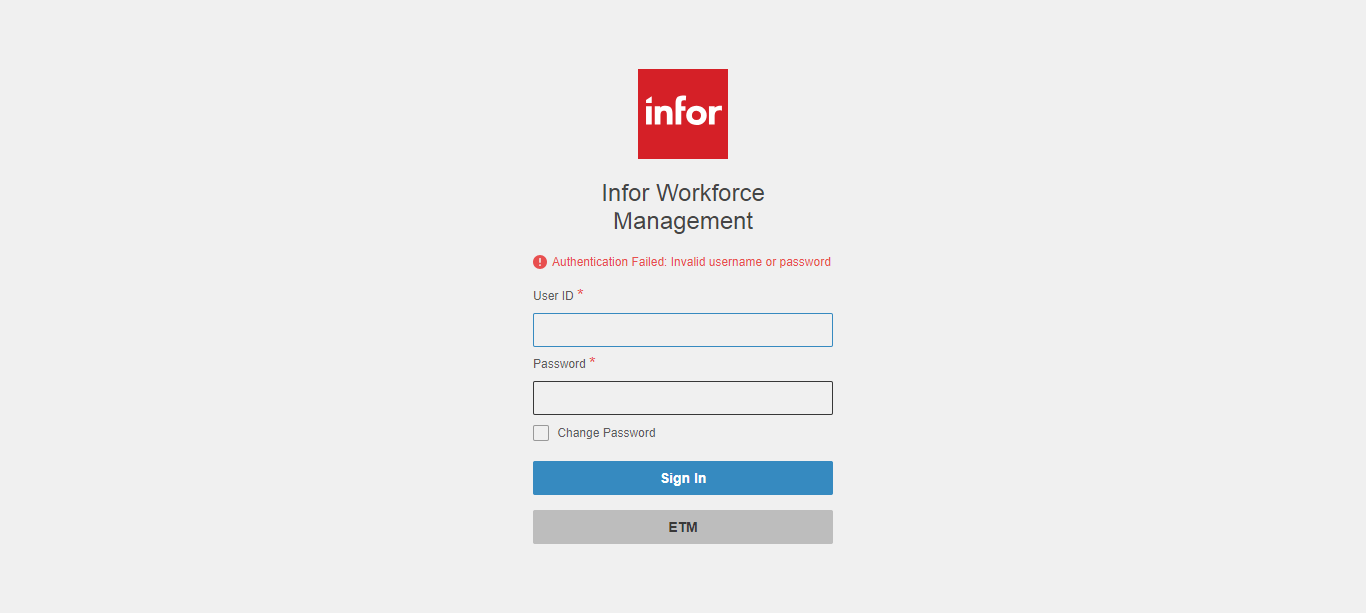 infor
Infor Workforce
Management
Authentication Failed: Invalid username or password
User ID *
Password *
Change Password
Sign In
ETM